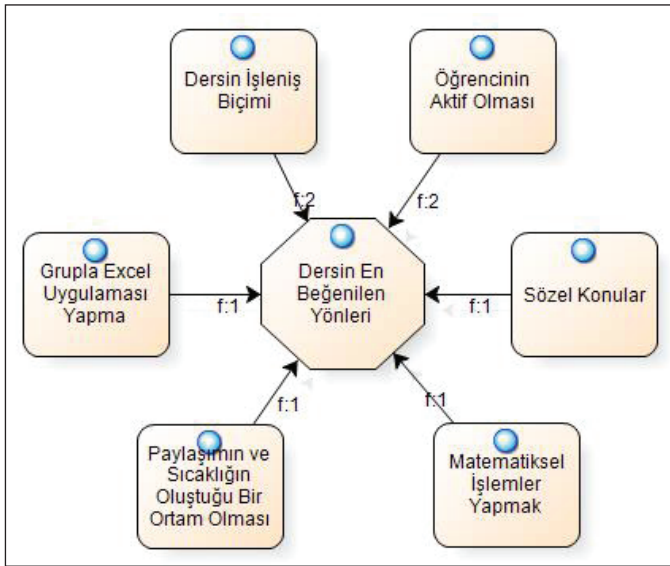 Dersin İşleniş
Biçimi
Öğrencinin
Aktif Olması
f:2
f:2
Grupla Excel
Uygulaması
Yapma
f:1
Dersin En
Beğenilen
Yönleri
f:1
Sözel Konular
f:1
f:1
Paylaşımın ve
Sıcaklığın
Oluştuğu Bir
Ortam Olması
Matematiksel
İşlemler
Yapmak